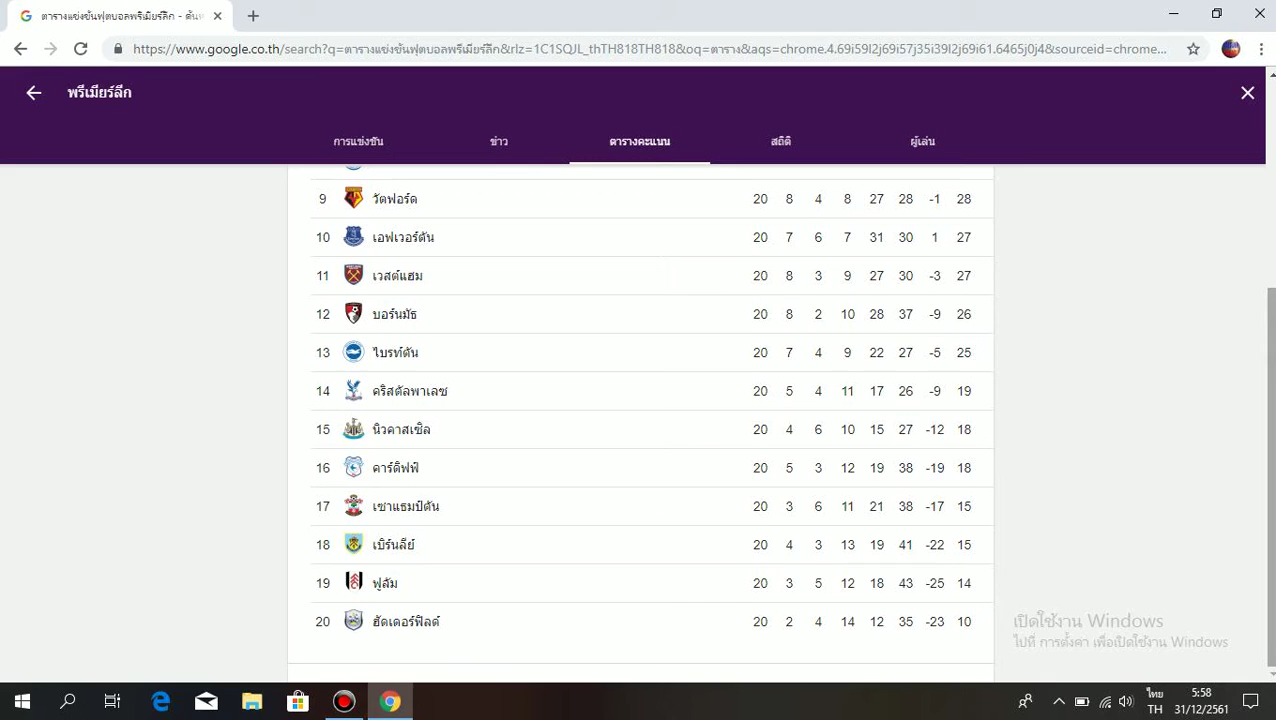 ตารางแข่งขันฟุตบอลพรีเมียร์ลีก - ค้นห
https://www.google.co.th/search?q=ตารางแข่งขันฟุตบอลพรีเมียร์ลีก&rlz=1C1SQJL_thTH818TH818&oq=ตาราง&aqs=chrome.4.69i59l2j69i57j35i39l2j69i61.6465j0j4&sourceid=chrome...
พรีเมียร์ลีก
การแข่งขัน ข่าว ตารางคะแนน สถิติ ผู้เล่น
9 วัตฟอร์ด 20 8 4 8 27 28 -1 28
10 เอฟเวอร์ตัน 20 7 6 7 31 30 1 27
11 เวสต์แฮม 20 8 3 9 27 30 -3 27
12 บอร์นมัธ 20 8 2 10 28 37 -9 26
13 ไบรท์ตัน 20 7 4 9 22 27 -5 25
14 คริสตัลพาเลซ 20 5 4 11 17 26 -9 19
15 นิวคาสเซิล 20 4 6 10 15 27 -12 18
16 คาร์ดิฟฟ์ 20 5 3 12 19 38 -19 18
17 เซาแธมป์ตัน 20 3 6 11 21 38 -17 15
18 เบิร์นลีย์ 20 4 3 13 19 41 -22 15
19 ฟูลัม 20 3 5 12 18 43 -25 14
20 ฮัดเดอร์ฟิลด์ 20 2 4 14 12 35 -23 10
เปิดใช้งาน Windows
ไปที่ การตั้งค่า เพื่อเปิดใช้งาน Windows
ไทย 5:58
TH 31/12/2561